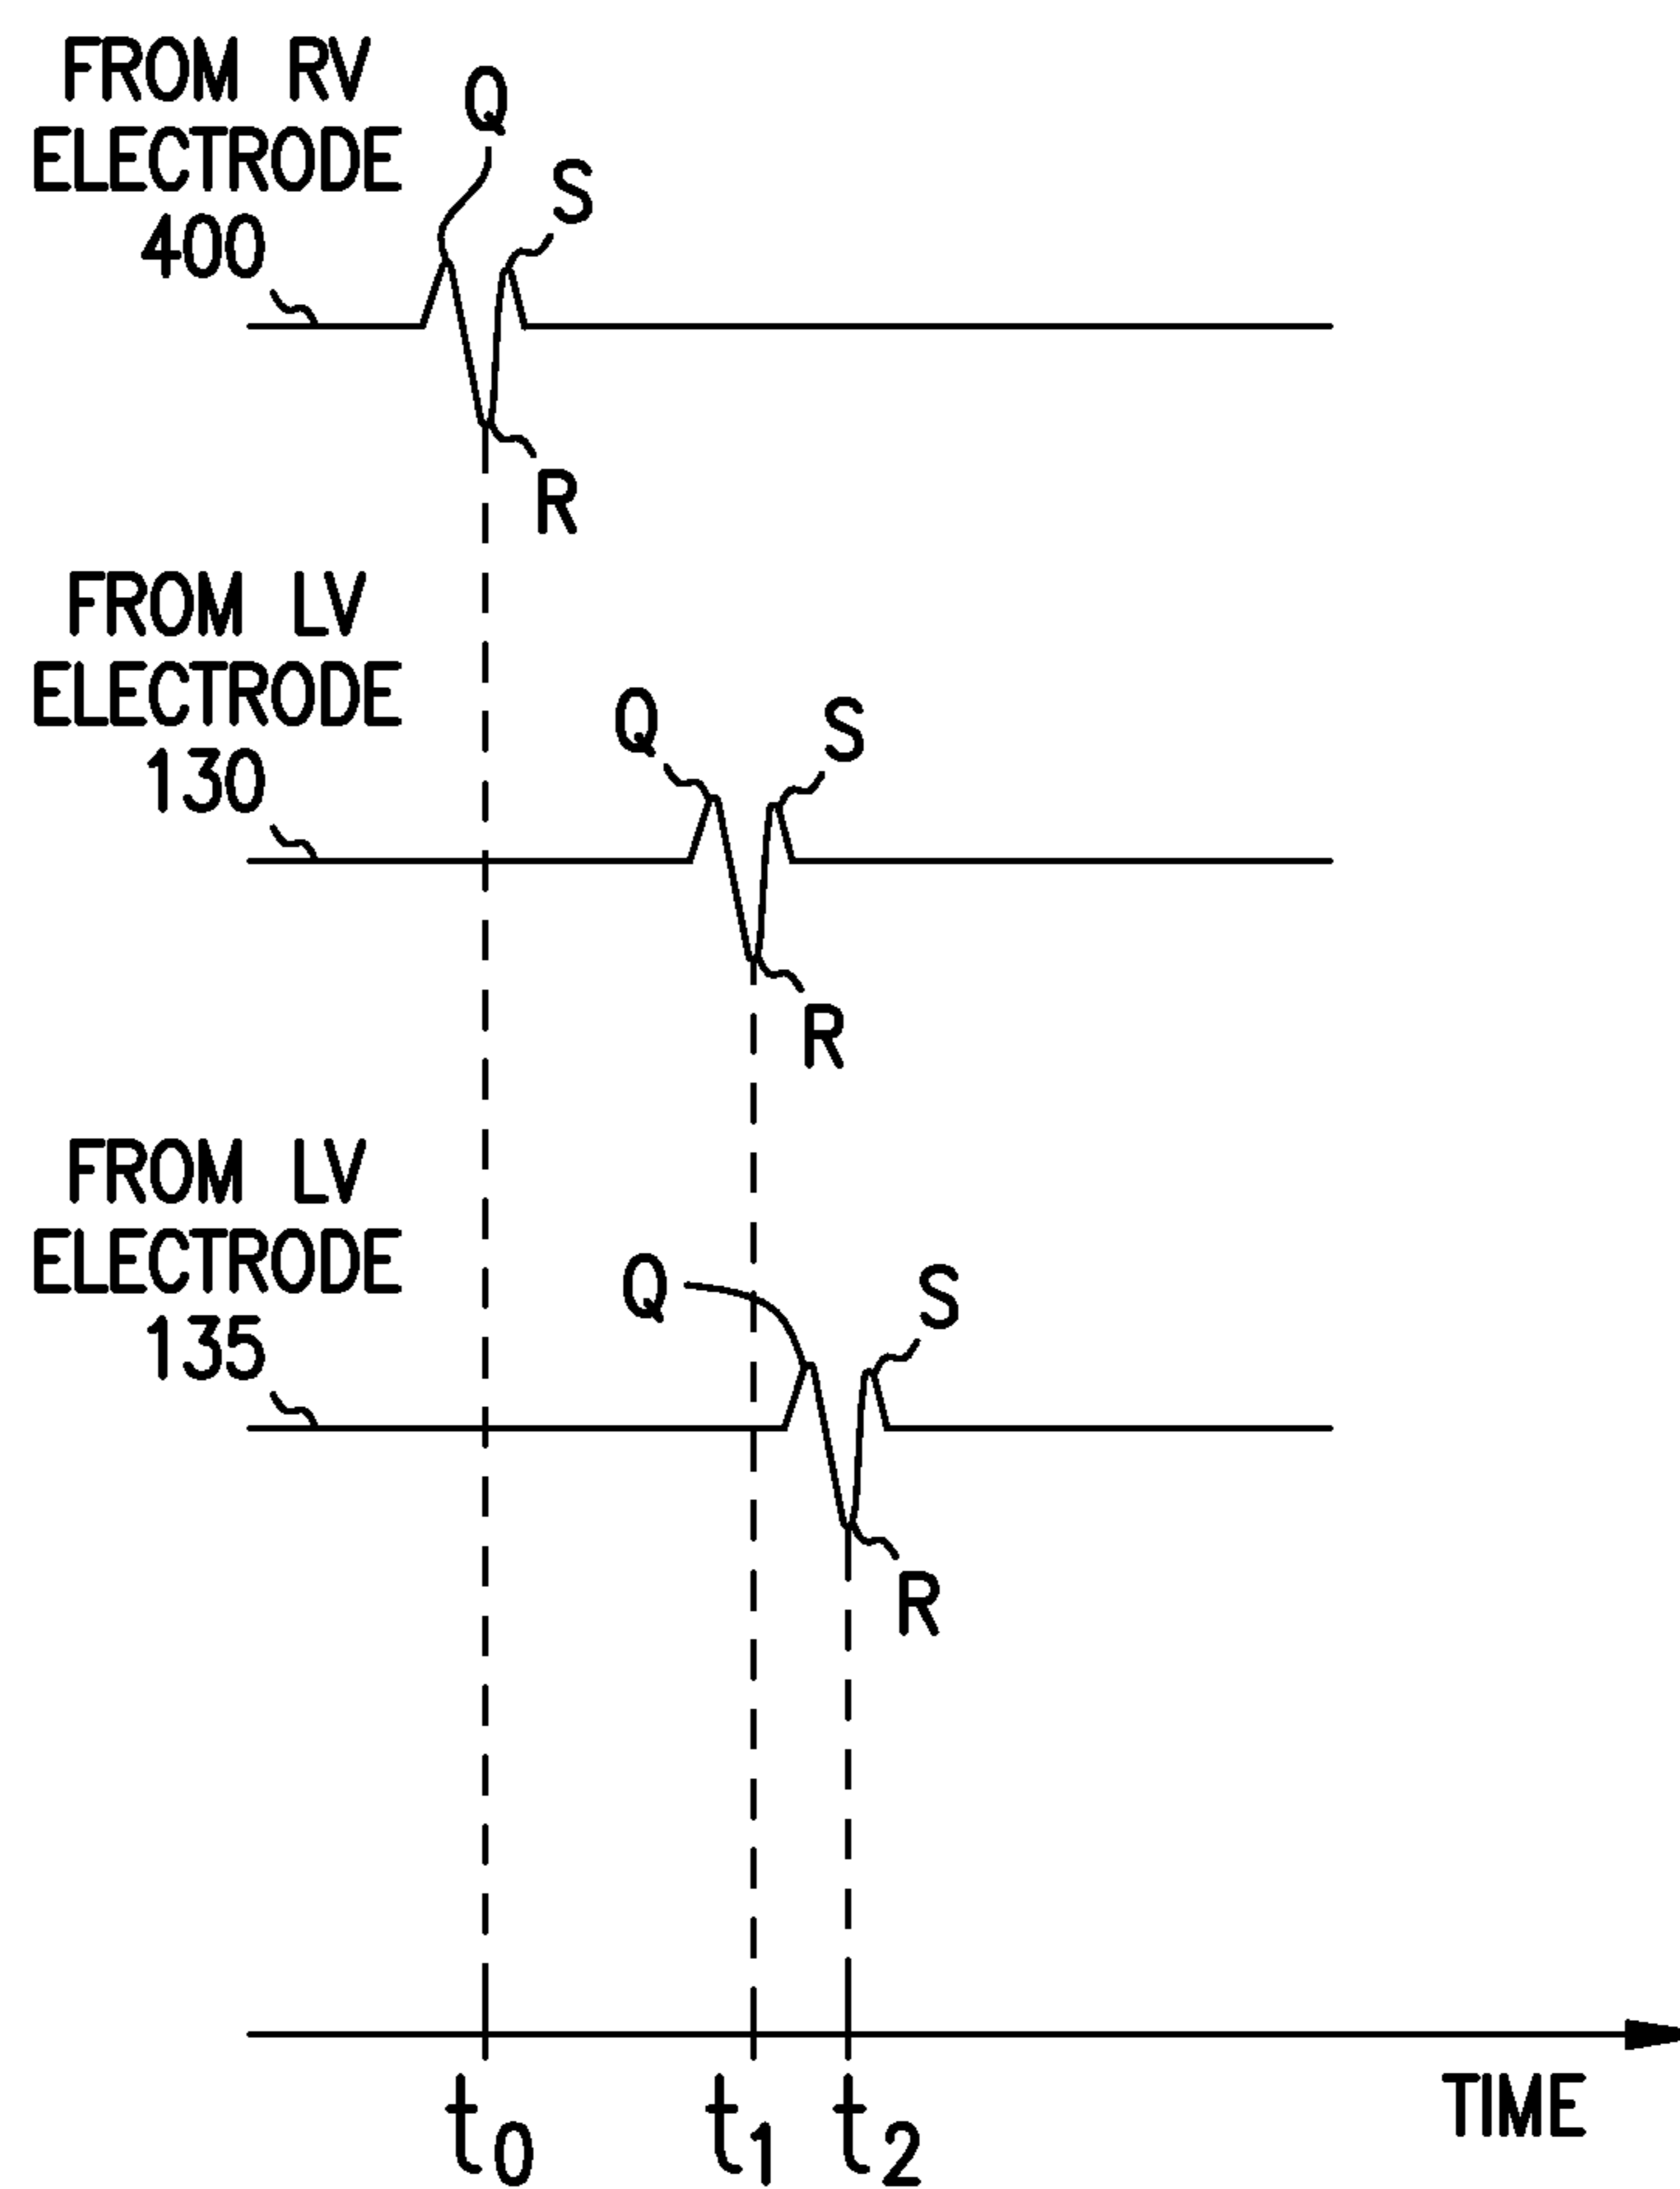 FROM RV
ELECTRODE
400
Q
S
R
FROM LV
ELECTRODE
130
Q
S
R
FROM LV
ELECTRODE
135
Q
S
R
t0
t1
t2
TIME